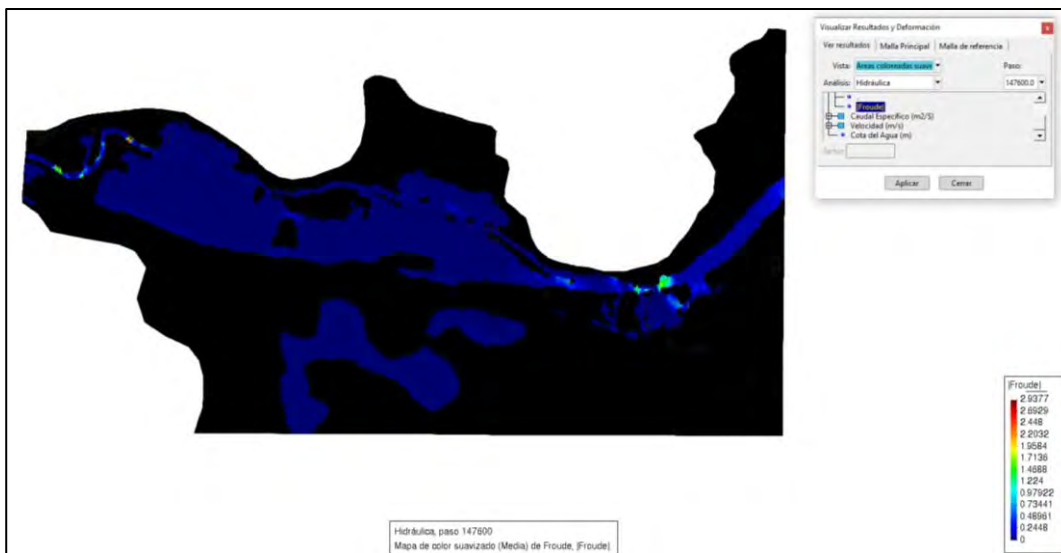 Visualizar Resultados y Deformación
Ver resultados Malla Principal Malla de referencia
Vista: Areas coloreadas suave Paso:
Análisis: Hidráulica 147600.0
|Froude|
Caudal Específico (m2/S)
Velocidad (m/s)
Cota del Agua (m)
Factor:
Aplicar Cerrar
|Froude|
2.9377
2.6929
2.448
2.2032
1.9584
1.7136
1.4688
1.224
0.97922
0.73441
0.48961
0.2448
0
Hidráulica, paso 147600
Mapa de color suavizado (Media) de Froude, |Froude|